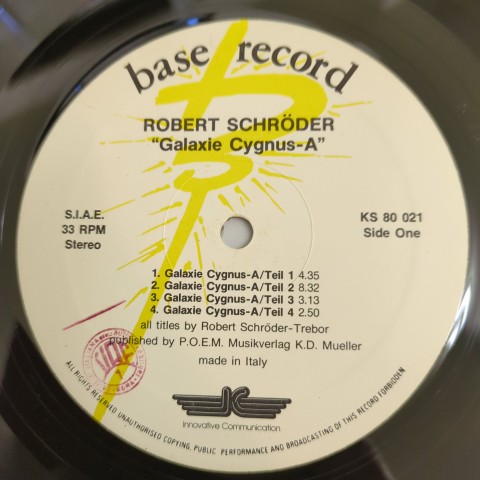 base record
ROBERT SCHRÖDER
"Galaxie Cygnus-A"
S.I.A.E.
33 RPM
Stereo
KS 80 021
Side One
1. Galaxie Cygnus-A/Teil 1 4.35
2. Galaxie Cygnus-A/Teil 2 8.32
3. Galaxie Cygnus-A/Teil 3 3.13
4. Galaxie Cygnus-A/Teil 4 2.50
all titles by Robert Schröder-Trebor
published by P.O.E.M. Musikverlag K.D. Mueller
made in Italy
SIAE
Innovative Communication
ALL RIGHTS RESERVED UNAUTHORISED COPYING, PUBLIC PERFORMANCE AND BROADCASTING OF THIS RECORD FORBIDDEN